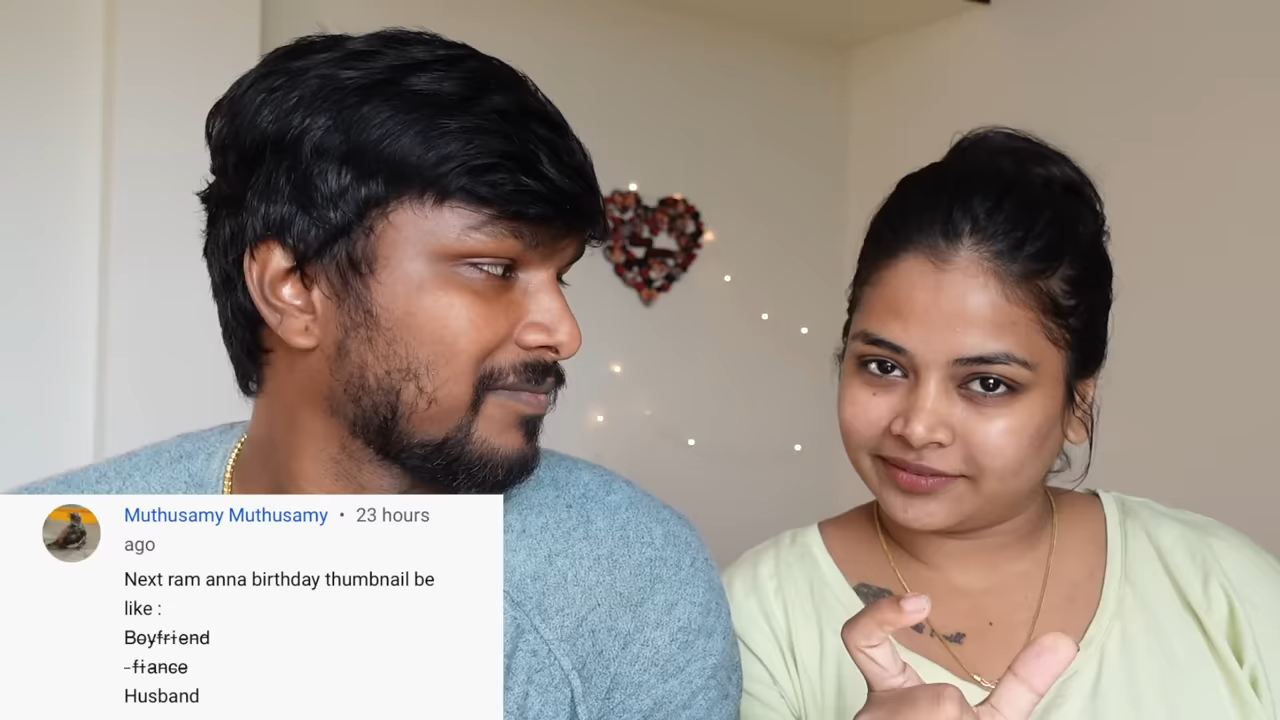 Muthusamy Muthusamy • 23 hours
ago
Next ram anna birthday thumbnail be
like :
Boyfriend
-fiance
Husband